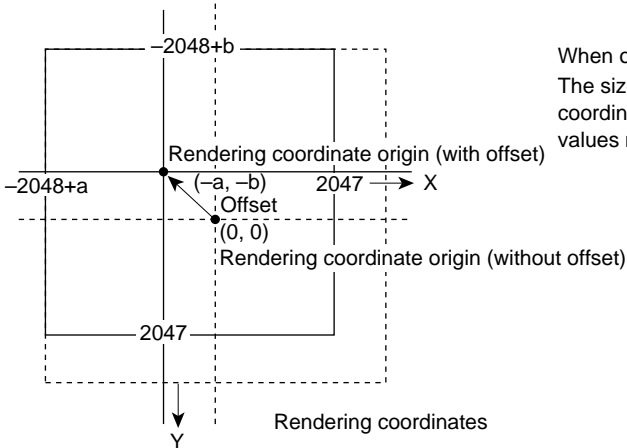 –2048+b
When o
The siz
coordin
values r
Rendering coordinate origin (with offset)
–2048+a
(–a, –b)
2047
X
Offset
(0, 0)
Rendering coordinate origin (without offset)
2047
Rendering coordinates
Y